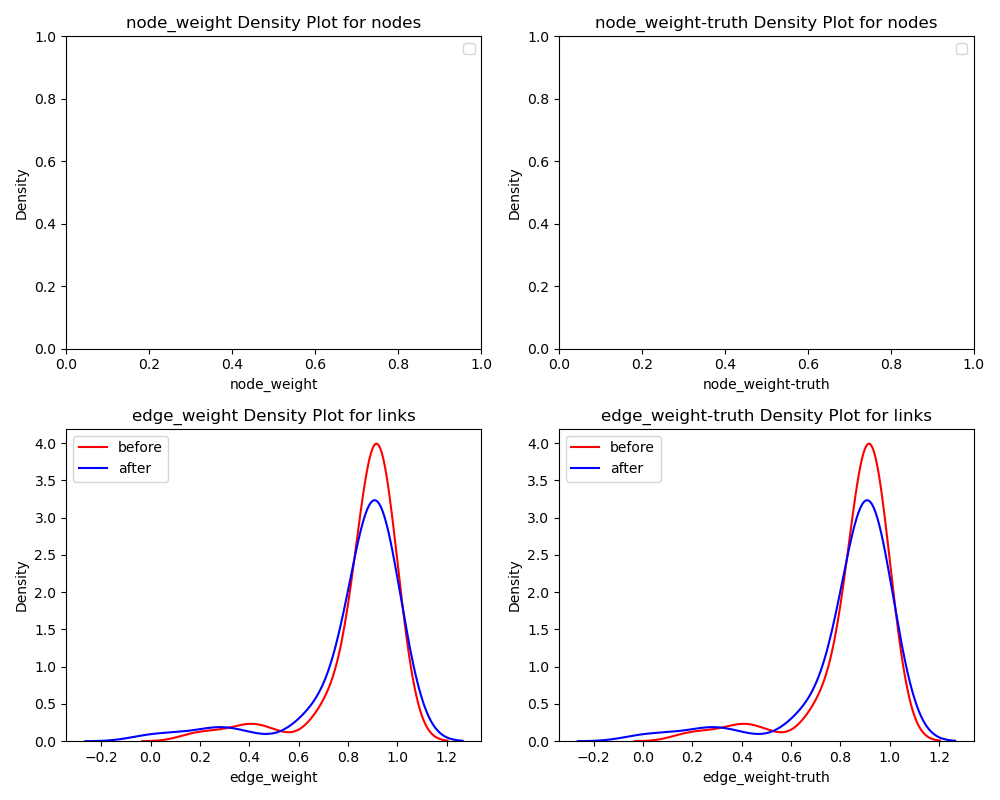 node_weight Density Plot for nodes
1.0
0.8
0.6
0.4
0.2
0.0
Density
0.0 0.2 0.4 0.6 0.8 1.0
node_weight
node_weight-truth Density Plot for nodes
1.0
0.8
0.6
0.4
0.2
0.0
Density
0.0 0.2 0.4 0.6 0.8 1.0
node_weight-truth
edge_weight Density Plot for links
before
after
4.0
3.5
3.0
2.5
2.0
1.5
1.0
0.5
0.0
Density
−0.2 0.0 0.2 0.4 0.6 0.8 1.0 1.2
edge_weight
edge_weight-truth Density Plot for links
before
after
4.0
3.5
3.0
2.5
2.0
1.5
1.0
0.5
0.0
Density
−0.2 0.0 0.2 0.4 0.6 0.8 1.0 1.2
edge_weight-truth